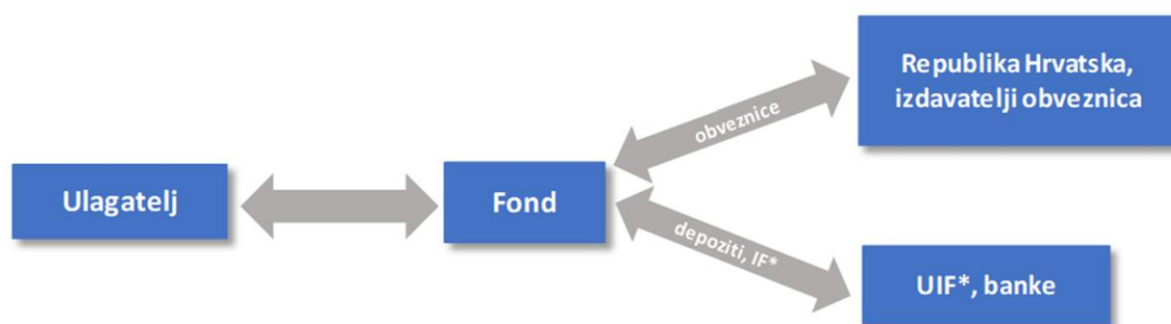 Republika Hrvatska,
izdavatelji obveznica
obveznice
Ulagatelj
Fond
depoziti, IF*
UIF*, banke